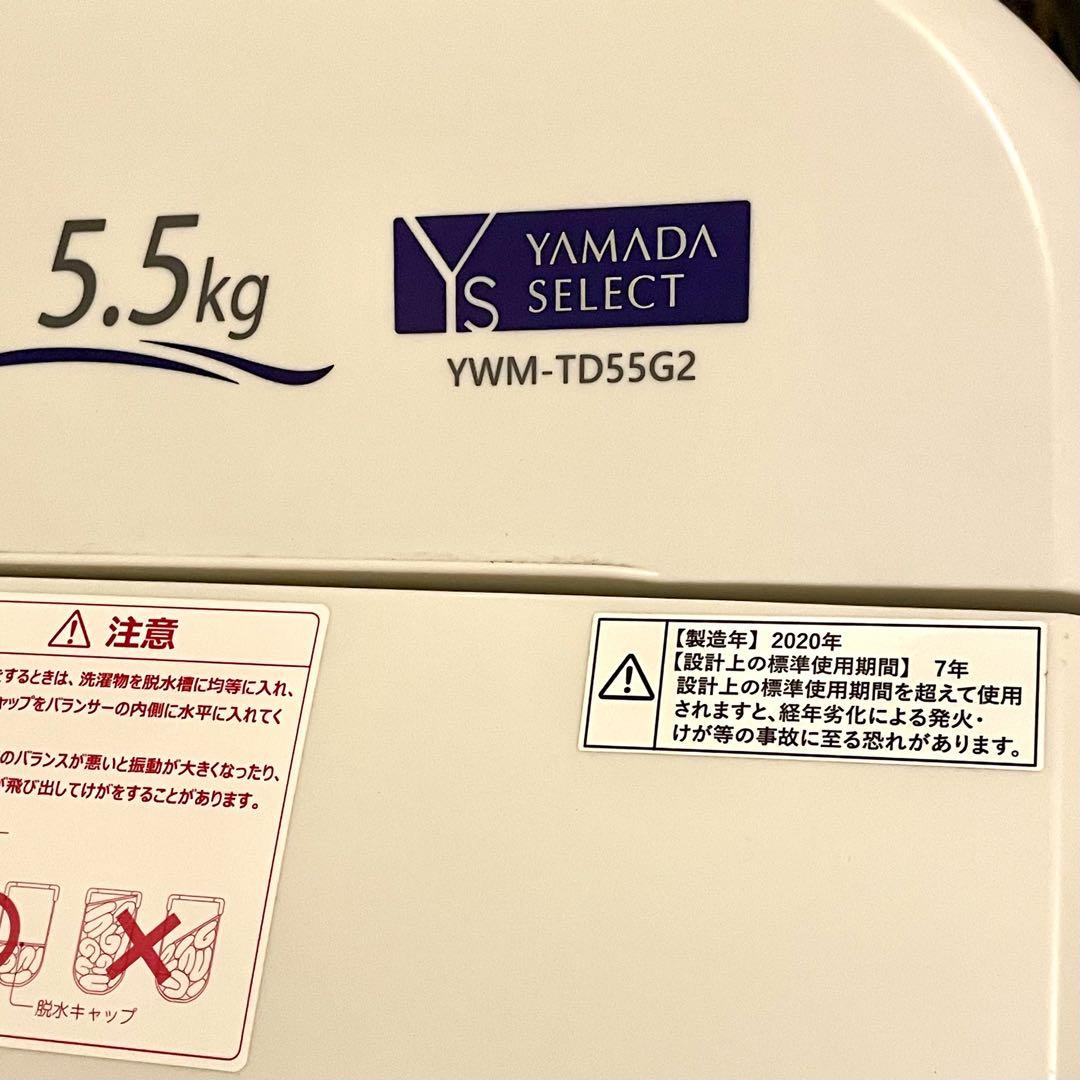 5.5kg
Ys YAMADA
SELECT
YWM-TD55G2
注意
するときは、洗濯物を脱水槽に均等に入れ、
ャップをバランサーの内側に水平に入れてく
のバランスが悪いと振動が大きくなったり、
が飛び出してけがをすることがあります。
脱水キャップ
【製造年】 2020年
【設計上の標準使用期間】 7年
設計上の標準使用期間を超えて使用
されますと、経年劣化による発火・
けが等の事故に至る恐れがあります。